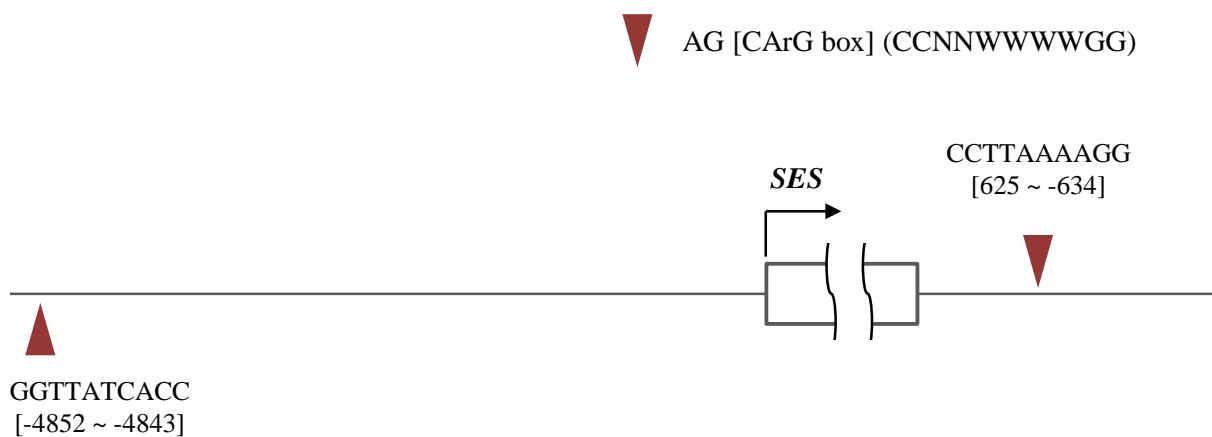 AG [CArG box] (CCNNWWWWGG)
CCTTAAAAGG
[625 ~ -634]
SES
GGTTATCACC
[-4852 ~ -4843]